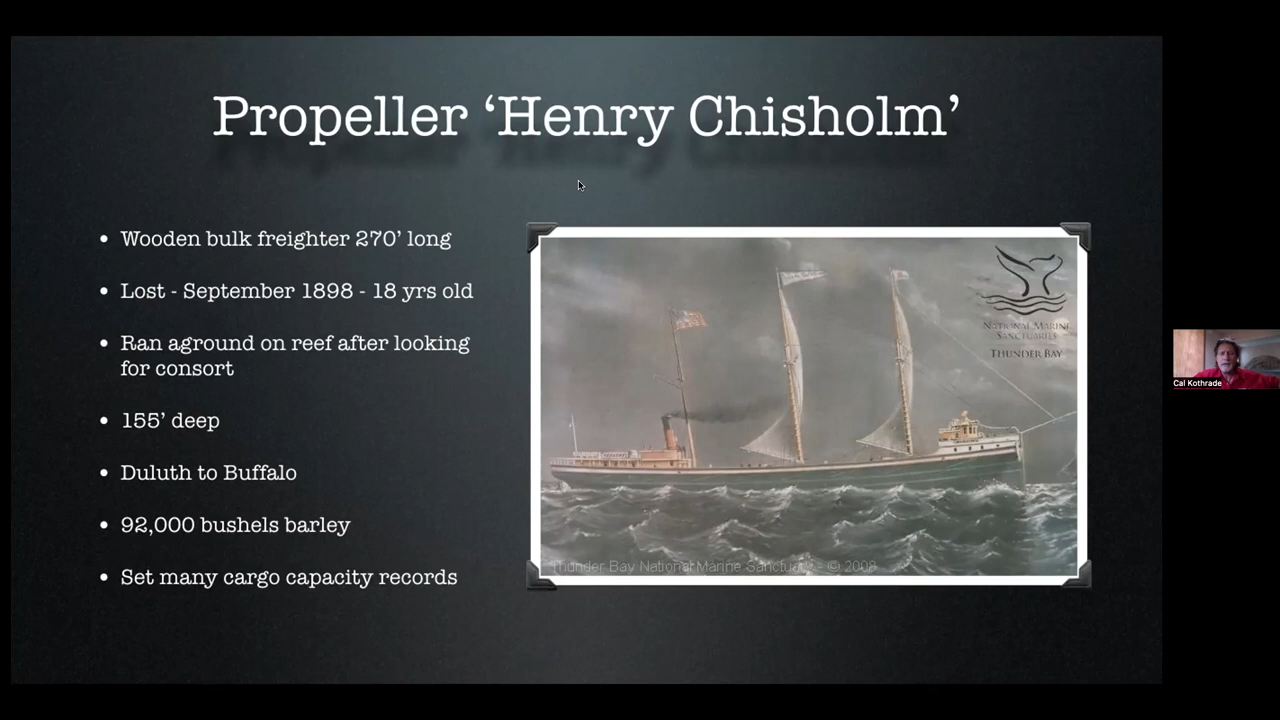 Propeller ‘Henry Chisholm’
• Wooden bulk freighter 270’ long
• Lost - September 1898 - 18 yrs old
• Ran aground on reef after looking
for consort
• 155’ deep
• Duluth to Buffalo
• 92,000 bushels barley
• Set many cargo capacity records
NATIONAL MARINE
SANCTUARIES
THUNDER BAY
Thunder Bay National Marine Sanctuary - © 2008
Cal Kothrade